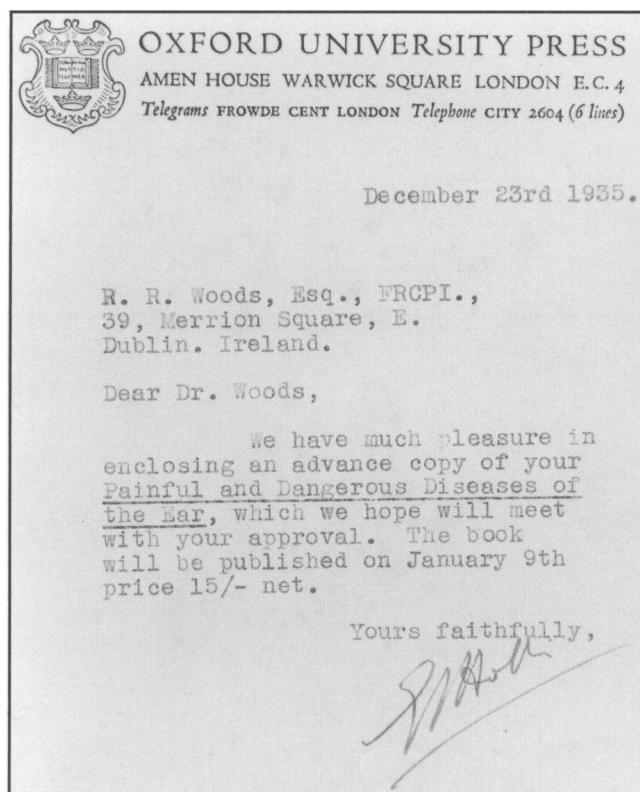 OXFORD UNIVERSITY PRESS
AMEN HOUSE WARWICK SQUARE LONDON E.C.4
Telegrams FROWDE CENT LONDON Telephone CITY 2604 (6 lines)
December 23rd 1935.
R. R. Woods, Esq., FRCPI.,
39, Merrion Square, E.
Dublin. Ireland.
Dear Dr. Woods,
We have much pleasure in
enclosing an advance copy of your
Painful and Dangerous Diseases of
the Ear, which we hope will meet
with your approval. The book
will be published on January 9th
price 15/- net.
Yours faithfully,